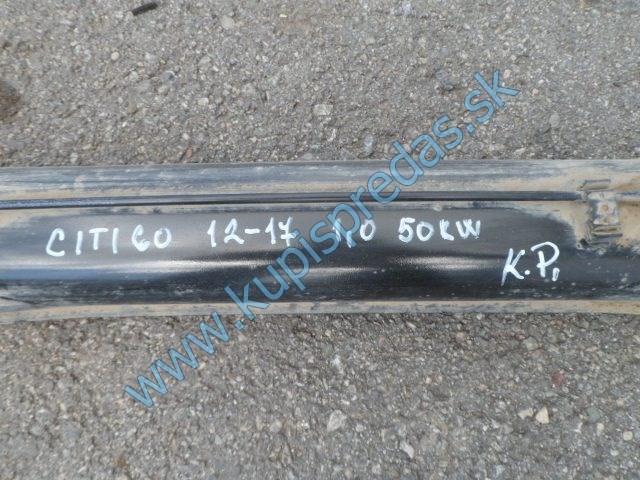 CITIGO 12-17 1,0 50KW
K.P,
www.kupispredas.sk